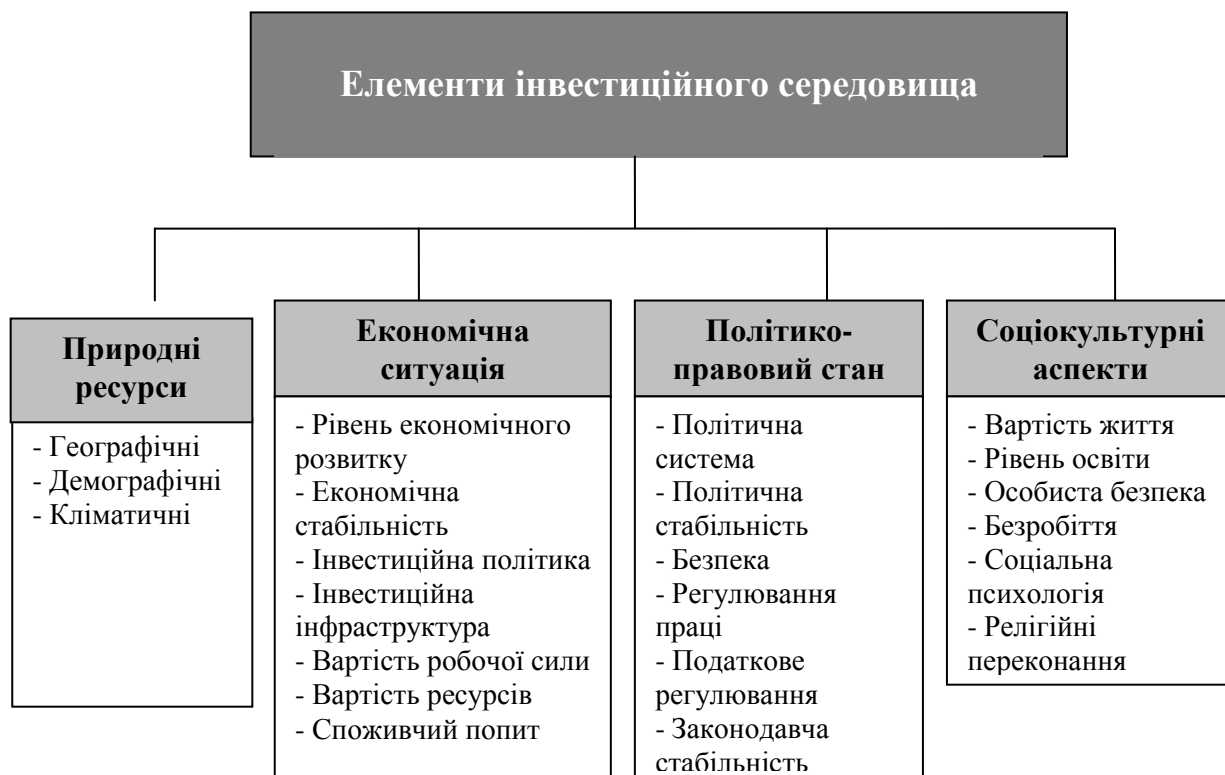 Елементи інвестиційного середовища
Природні
ресурси
- Географічні
- Демографічні
- Кліматичні
Економічна
ситуація
- Рівень економічного
розвитку
- Економічна
стабільність
- Інвестиційна політика
- Інвестиційна
інфраструктура
- Вартість робочої сили
- Вартість ресурсів
- Споживчий попит
Політико-
правовий стан
- Політична
система
- Політична
стабільність
- Безпека
- Регулювання
праці
- Податкове
регулювання
- Законодавча
стабільність
Соціокультурні
аспекти
- Вартість життя
- Рівень освіти
- Особиста безпека
- Безробіття
- Соціальна
психологія
- Релігійні
переконання